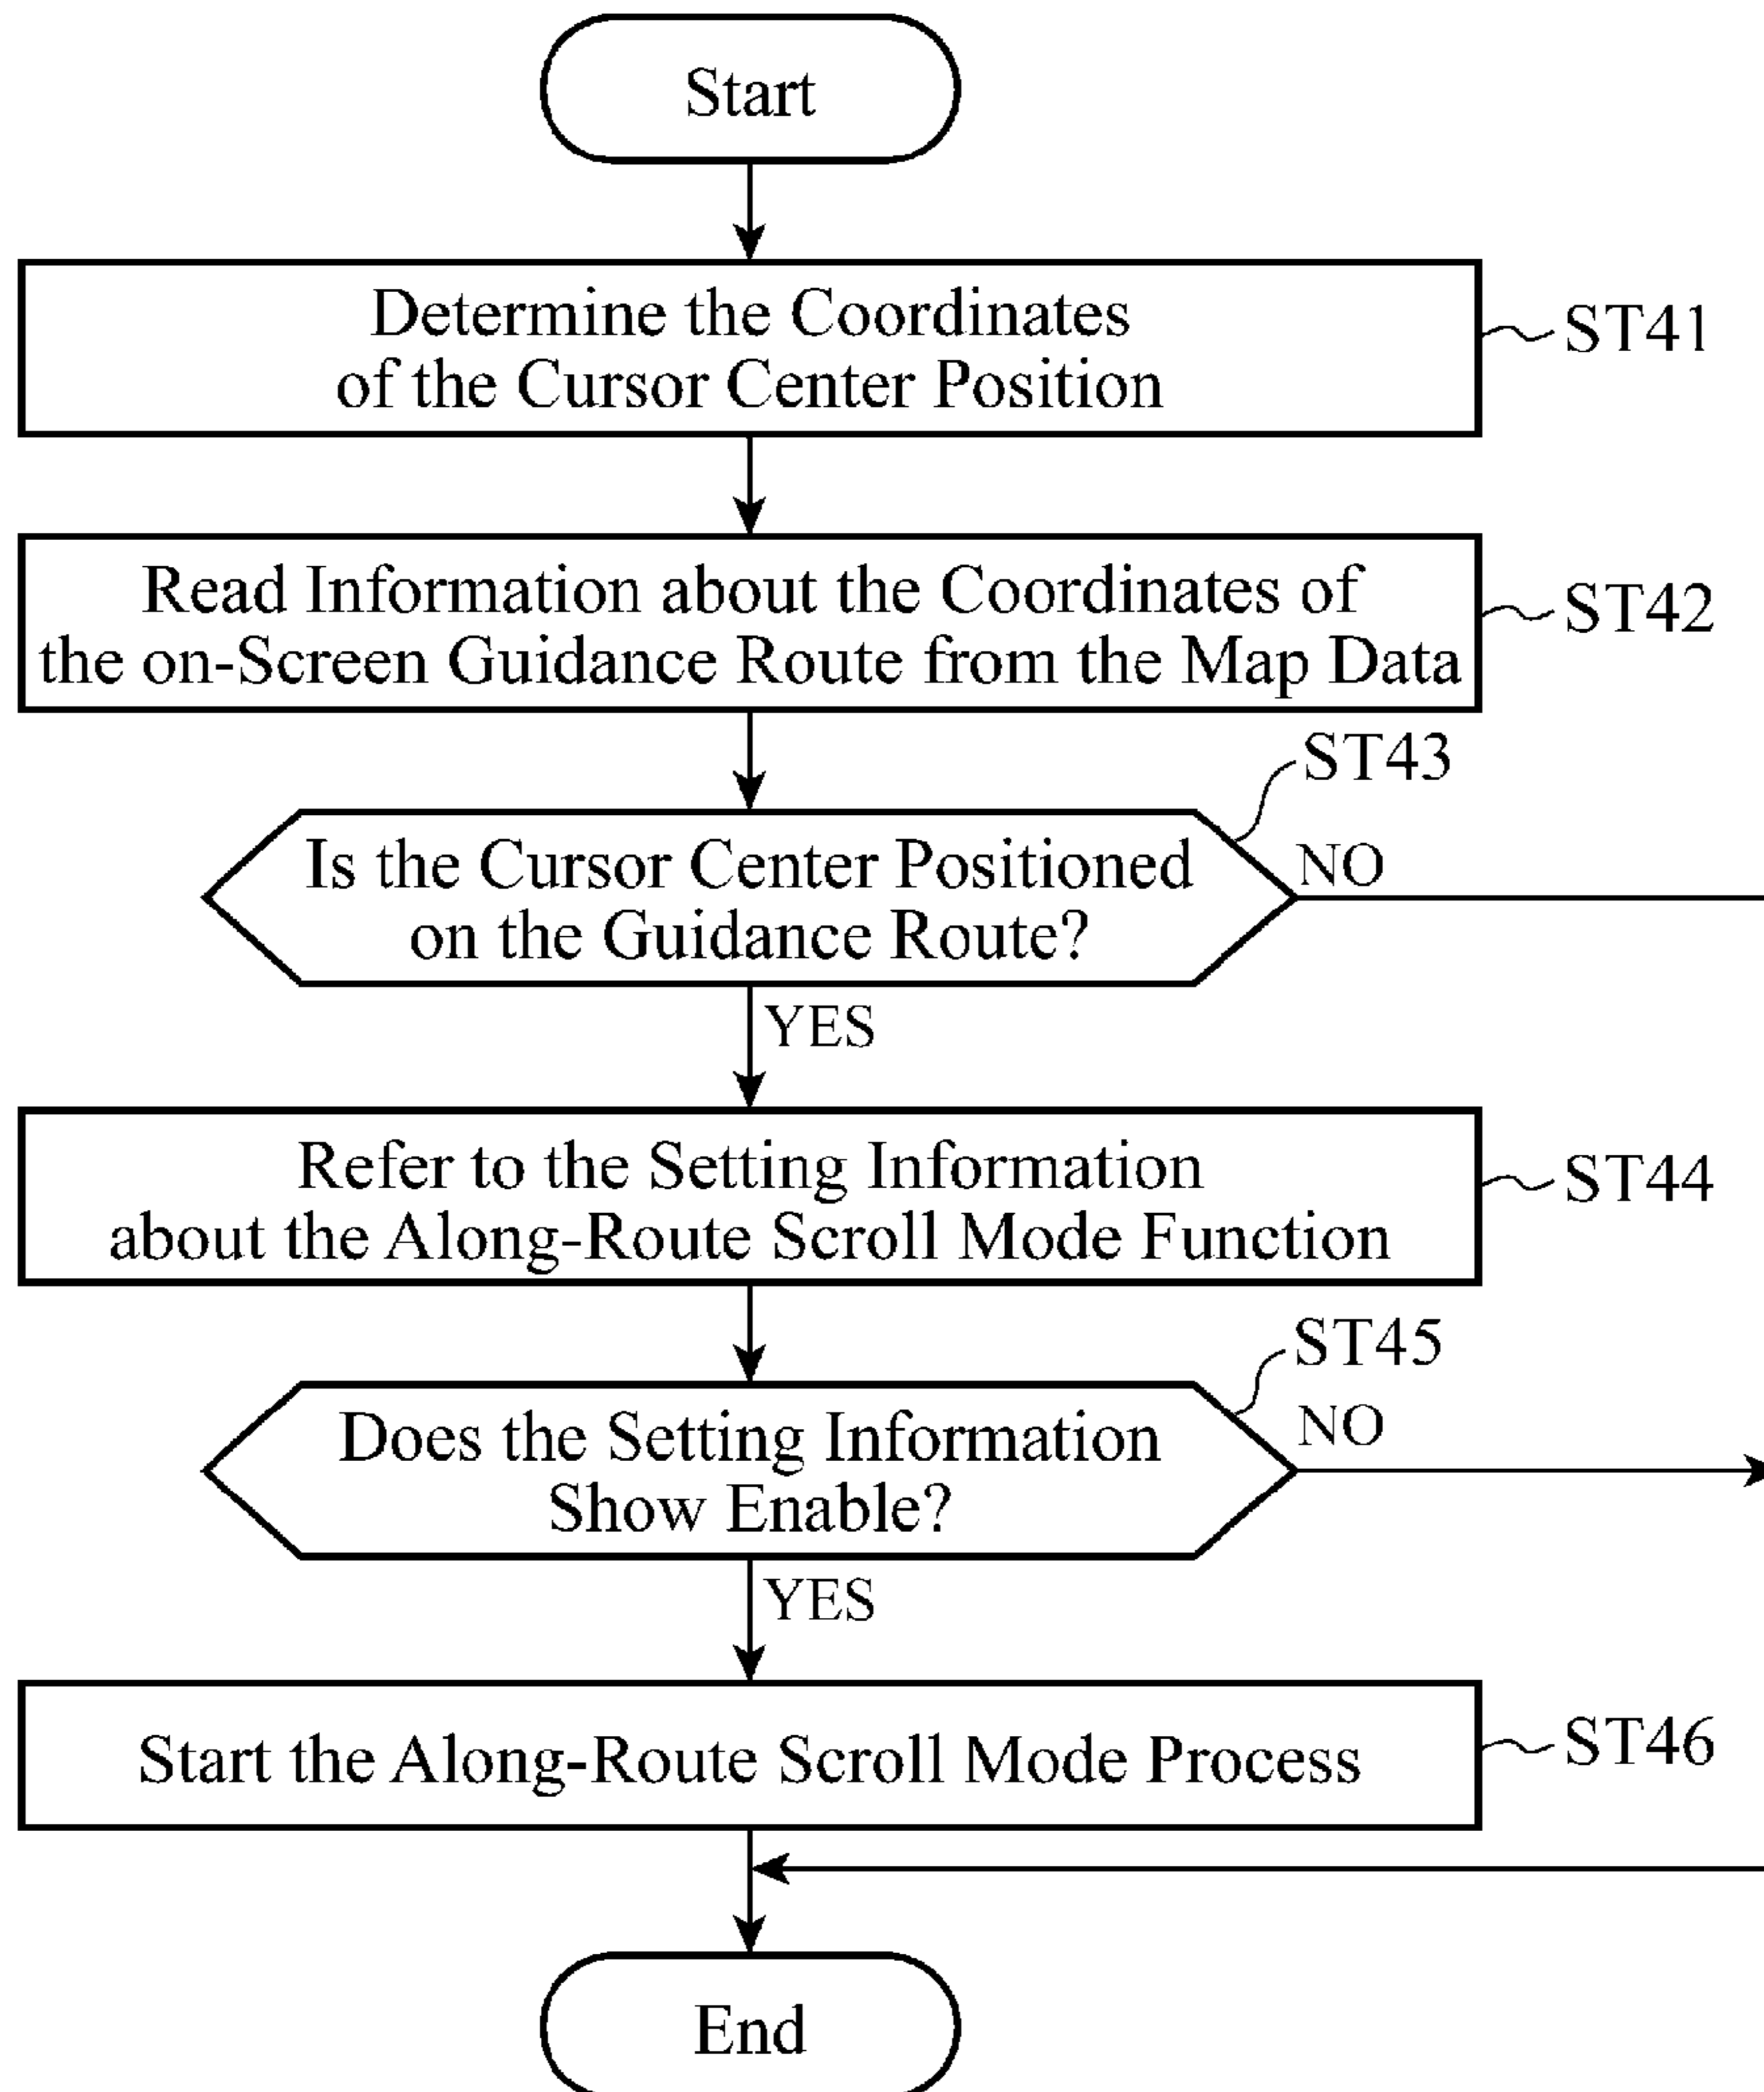 Start
Determine the Coordinates
of the Cursor Center Position
ST41
Read Information about the Coordinates of
the on-Screen Guidance Route from the Map Data
ST42
ST43
Is the Cursor Center Positioned
on the Guidance Route?
NO
YES
Refer to the Setting Information
about the Along-Route Scroll Mode Function
ST44
ST45
Does the Setting Information
Show Enable?
NO
YES
Start the Along-Route Scroll Mode Process
ST46
End